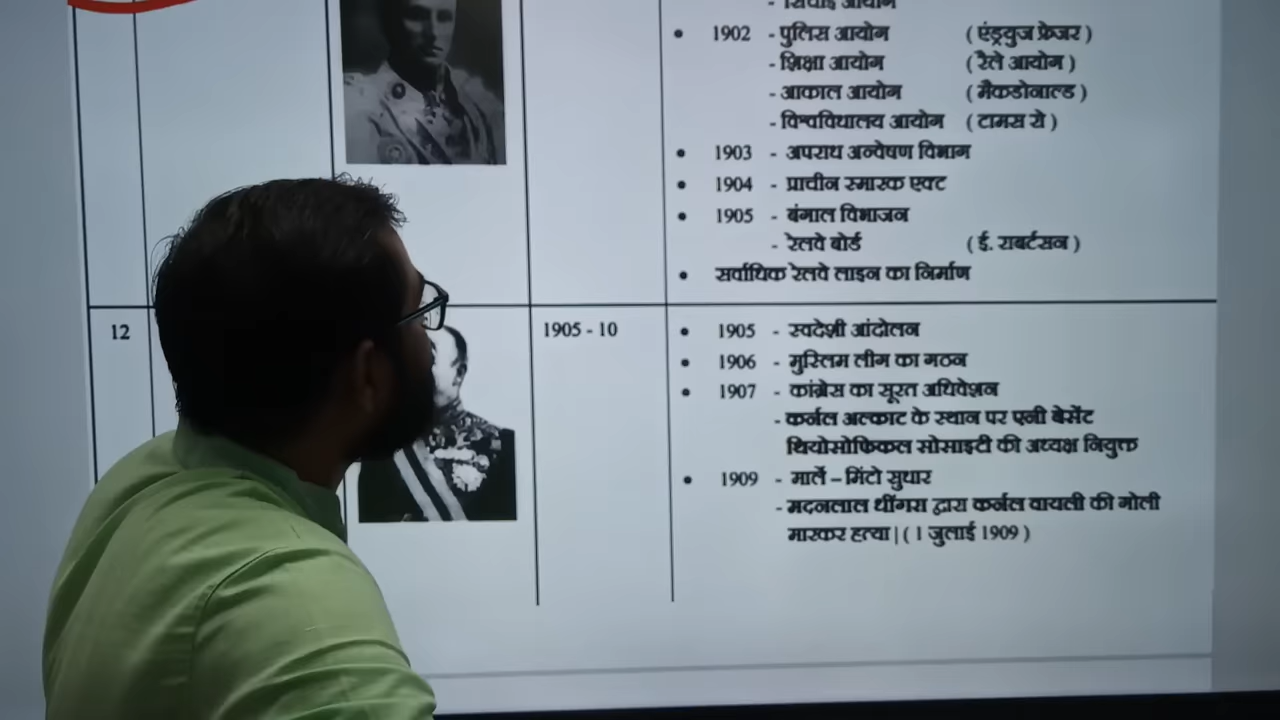 - सिंचाई आयोग
• 1902 - पुलिस आयोग ( एंड्रयुज फ्रेजर )
- शिक्षा आयोग ( रैले आयोग )
- आकाल आयोग ( मैकडोनाल्ड )
- विश्वविधालय आयोग ( टामस रो )
• 1903 - अपराध अन्वेषण विभाग
• 1904 - प्राचीन स्मारक एक्ट
• 1905 - बंगाल विभाजन
- रेलवे बोर्ड ( ई. राबर्टसन )
• सर्वाधिक रेलवे लाइन का निर्माण
12 1905 - 10 • 1905 - स्वदेशी आंदोलन
• 1906 - मुस्लिम लीग का गठन
• 1907 - कांग्रेस का सूरत अधिवेशन
- कर्नल अल्काट के स्थान पर एनी बेसेंट
थियोसोफिकल सोसाइटी की अध्यक्ष नियुक्त
• 1909 - मार्ले – मिंटो सुधार
- मदनलाल धींगरा द्वारा कर्नल वायली की गोली
मारकर हत्या | ( 1 जुलाई 1909 )